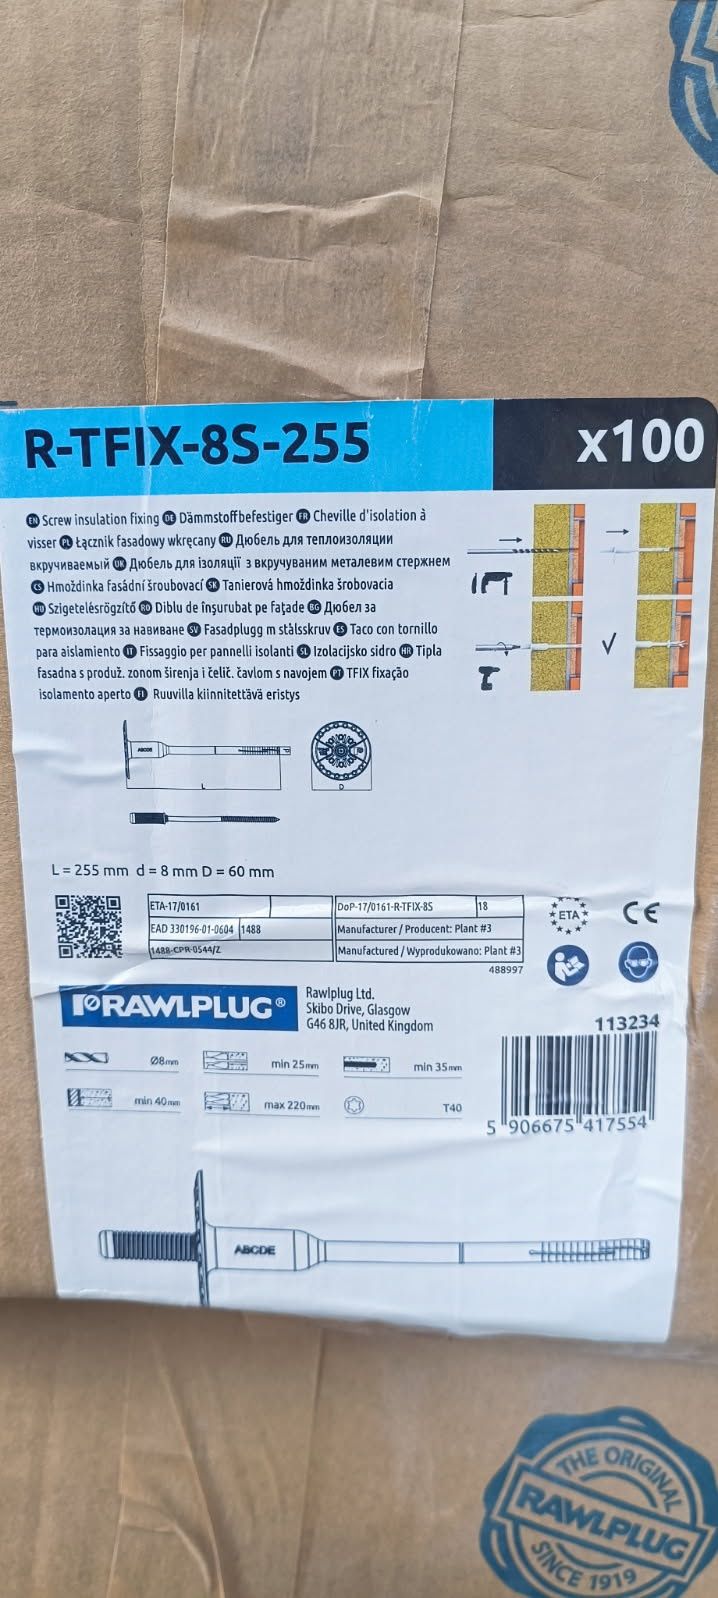 R-TFIX-8S-255 x100
EN Screw insulation fixing DE Dämmstoffbefestiger FR Cheville d'isolation à
visser PL Łącznik fasadowy wkręcany RU Дюбель для теплоизоляции
вкручиваемый UK Дюбель для ізоляції з вкручуваним металевим стержнем
CS Hmoždinka fasádní šroubovací SK Tanierová hmoždinka šrobovacia
HU Szigetelésrögzítő RO Diblu de înșurubat pe fațade BG Дюбел за
термоизолация за навиване SV Fasadplugg m stålsskruv ES Taco con tornillo
para aislamiento IT Fissaggio per pannelli isolanti SL Izolacijsko sidro HR Tipla
fasadna s produž. zonom širenja i čelič. čavlom s navojem PT TFIX fixação
isolamento aperto FI Ruuvilla kiinnitettävä eristys
ABCDE
L
D
L = 255 mm d = 8 mm D = 60 mm
ETA-17/0161
DoP-17/0161-R-TFIX-8S 18
EAD 330196-01-0604 1488
Manufacturer / Producent: Plant #3
1488-CPR-0544/Z
Manufactured / Wyprodukowano: Plant #3
488997
ETA CE
RAWLPLUG®
Rawlplug Ltd.
Skibo Drive, Glasgow
G46 8JR, United Kingdom
113234
Ø8mm min 25mm min 35mm
min 40mm max 220mm T40
5 906675 417554
ABCDE
THE ORIGINAL
RAWLPLUG
SINCE 1919